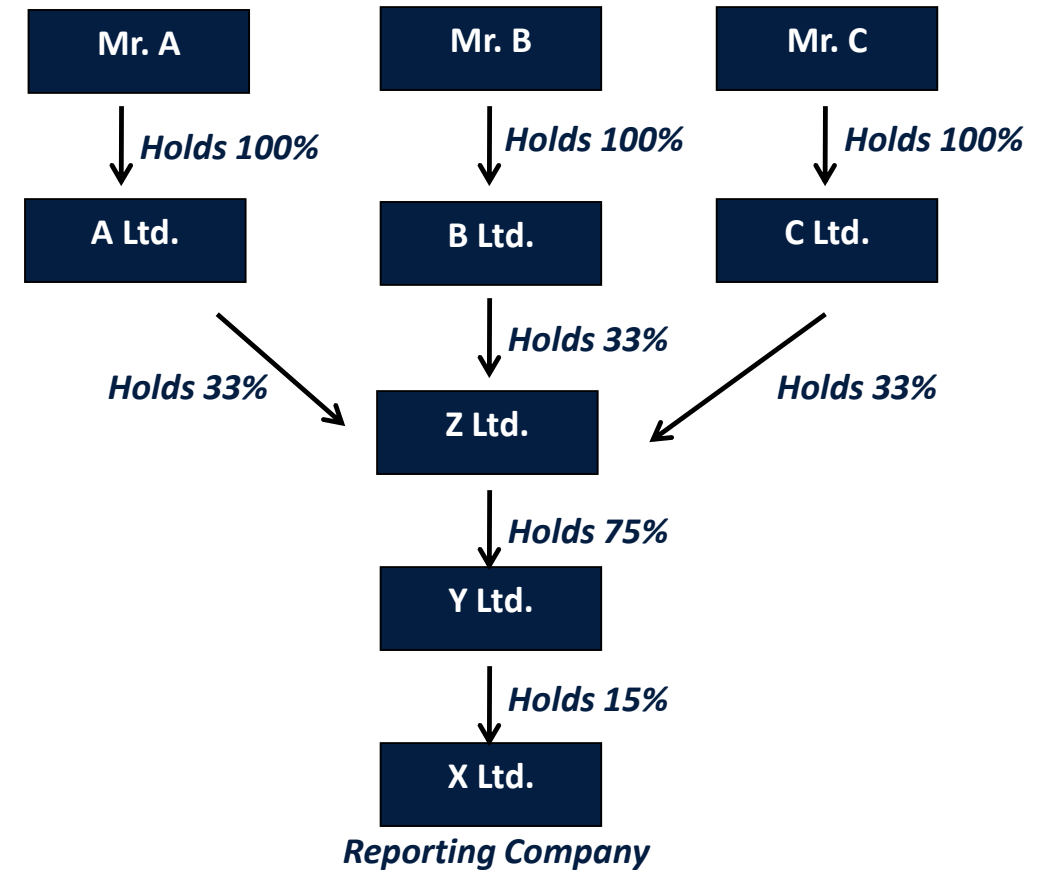 Mr. A
Mr. B
Mr. C
Holds 100%
Holds 100%
Holds 100%
A Ltd.
B Ltd.
C Ltd.
Holds 33%
Holds 33%
Holds 33%
Z Ltd.
Holds 75%
Y Ltd.
Holds 15%
X Ltd.
Reporting Company